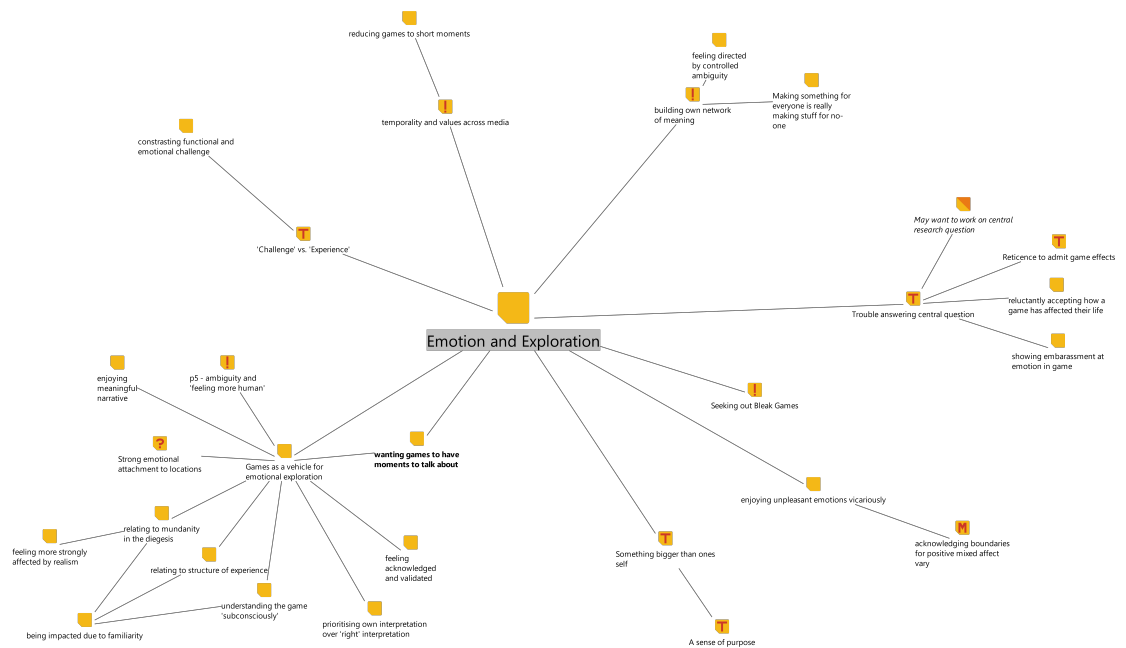 reducing games to short moments
feeling directed
by controlled
ambiguity
!
temporality and values across media
!
building own network
of meaning
Making something for
everyone is really
making stuff for no-
one
constrasting functional and
emotional challenge
T
'Challenge' vs. 'Experience'
May want to work on central
research question
T
Reticence to admit game effects
T
Trouble answering central question
reluctantly accepting how a
game has affected their life
showing embarassment at
emotion in game
Emotion and Exploration
enjoying
meaningful
narrative
!
p5 - ambiguity and
'feeling more human'
!
Seeking out Bleak Games
?
Strong emotional
attachment to locations
Games as a vehicle for
emotional exploration
wanting games to have
moments to talk about
enjoying unpleasant emotions vicariously
M
acknowledging boundaries
for positive mixed affect
vary
relating to mundanity
in the diegesis
feeling more strongly
affected by realism
relating to structure of experience
feeling
acknowledged
and validated
T
Something bigger than ones
self
understanding the game
'subconsciously'
prioritising own interpretation
over 'right' interpretation
being impacted due to familiarity
T
A sense of purpose